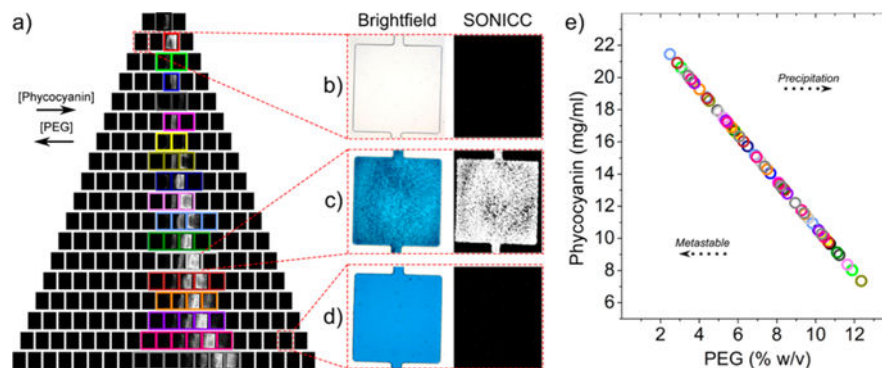 a)
Brightfield
SONICC
e)
[Phycocyanin]
[PEG]
b)
c)
d)
Phycocyanin (mg/ml)
22
20
18
16
14
12
10
8
6
Precipitation
Metastable
2
4
6
8
10
12
PEG (% w/v)